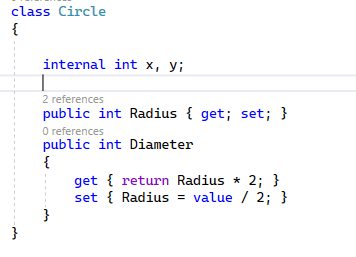 class Circle
{
internal int x, y;
2 references
public int Radius { get; set; }
0 references
public int Diameter
{
get { return Radius * 2; }
set { Radius = value / 2; }
}
}